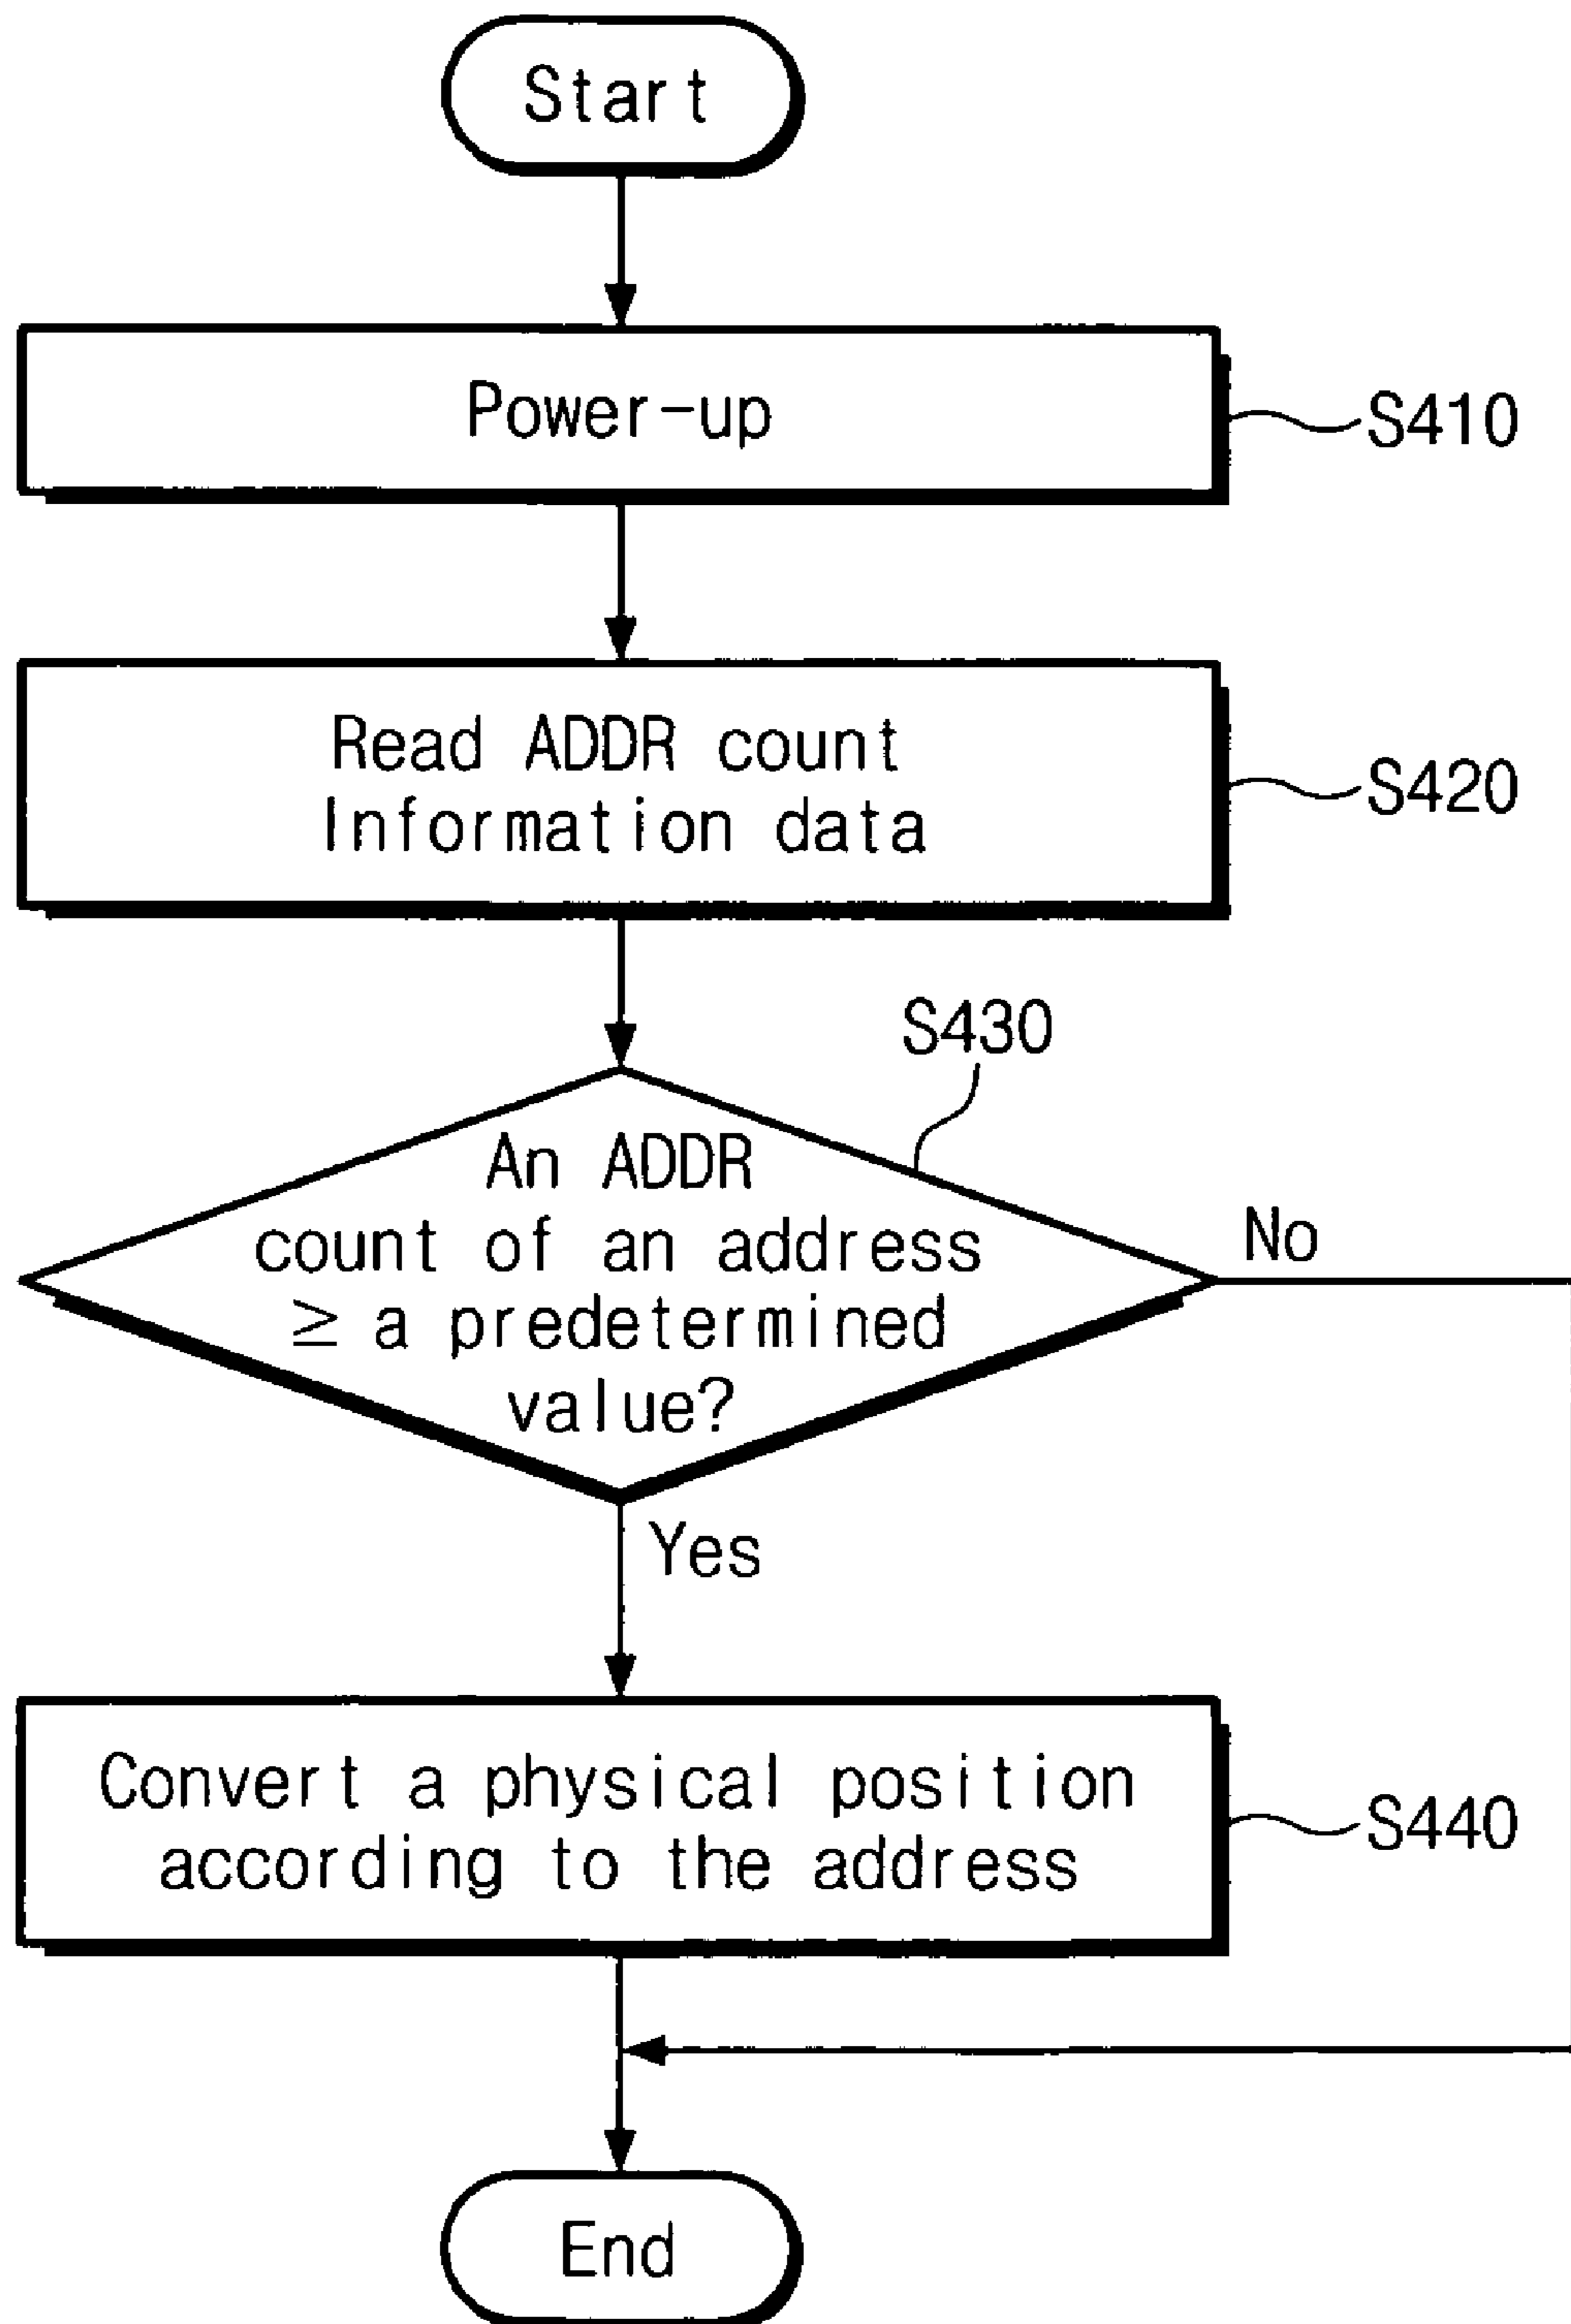 Start
Power-up
S410
Read ADDR count
Information data
S420
S430
An ADDR
count of an address
≥ a predetermined
value?
No
Yes
Convert a physical position
according to the address
S440
End